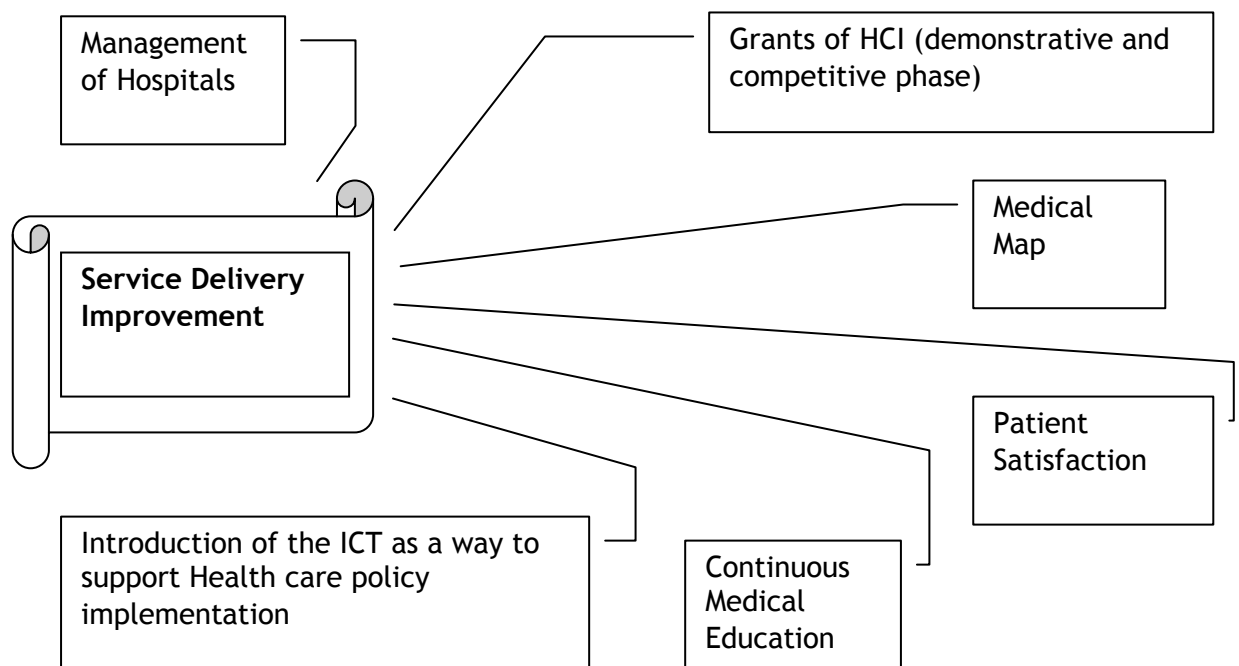 Management
of Hospitals
Grants of HCI (demonstrative and
competitive phase)
Medical
Map
Service Delivery
Improvement
Patient
Satisfaction
Introduction of the ICT as a way to
support Health care policy
implementation
Continuous
Medical
Education